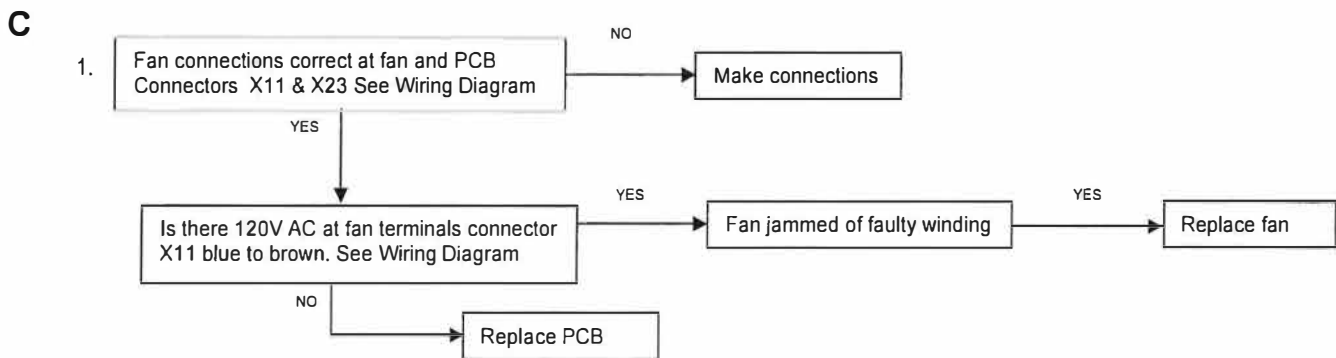 C
1.
Fan connections correct at fan and PCB
Connectors X11 & X23 See Wiring Diagram
NO
Make connections
YES
Is there 120V AC at fan terminals connector
X11 blue to brown. See Wiring Diagram
YES
Fan jammed of faulty winding
YES
Replace fan
NO
Replace PCB